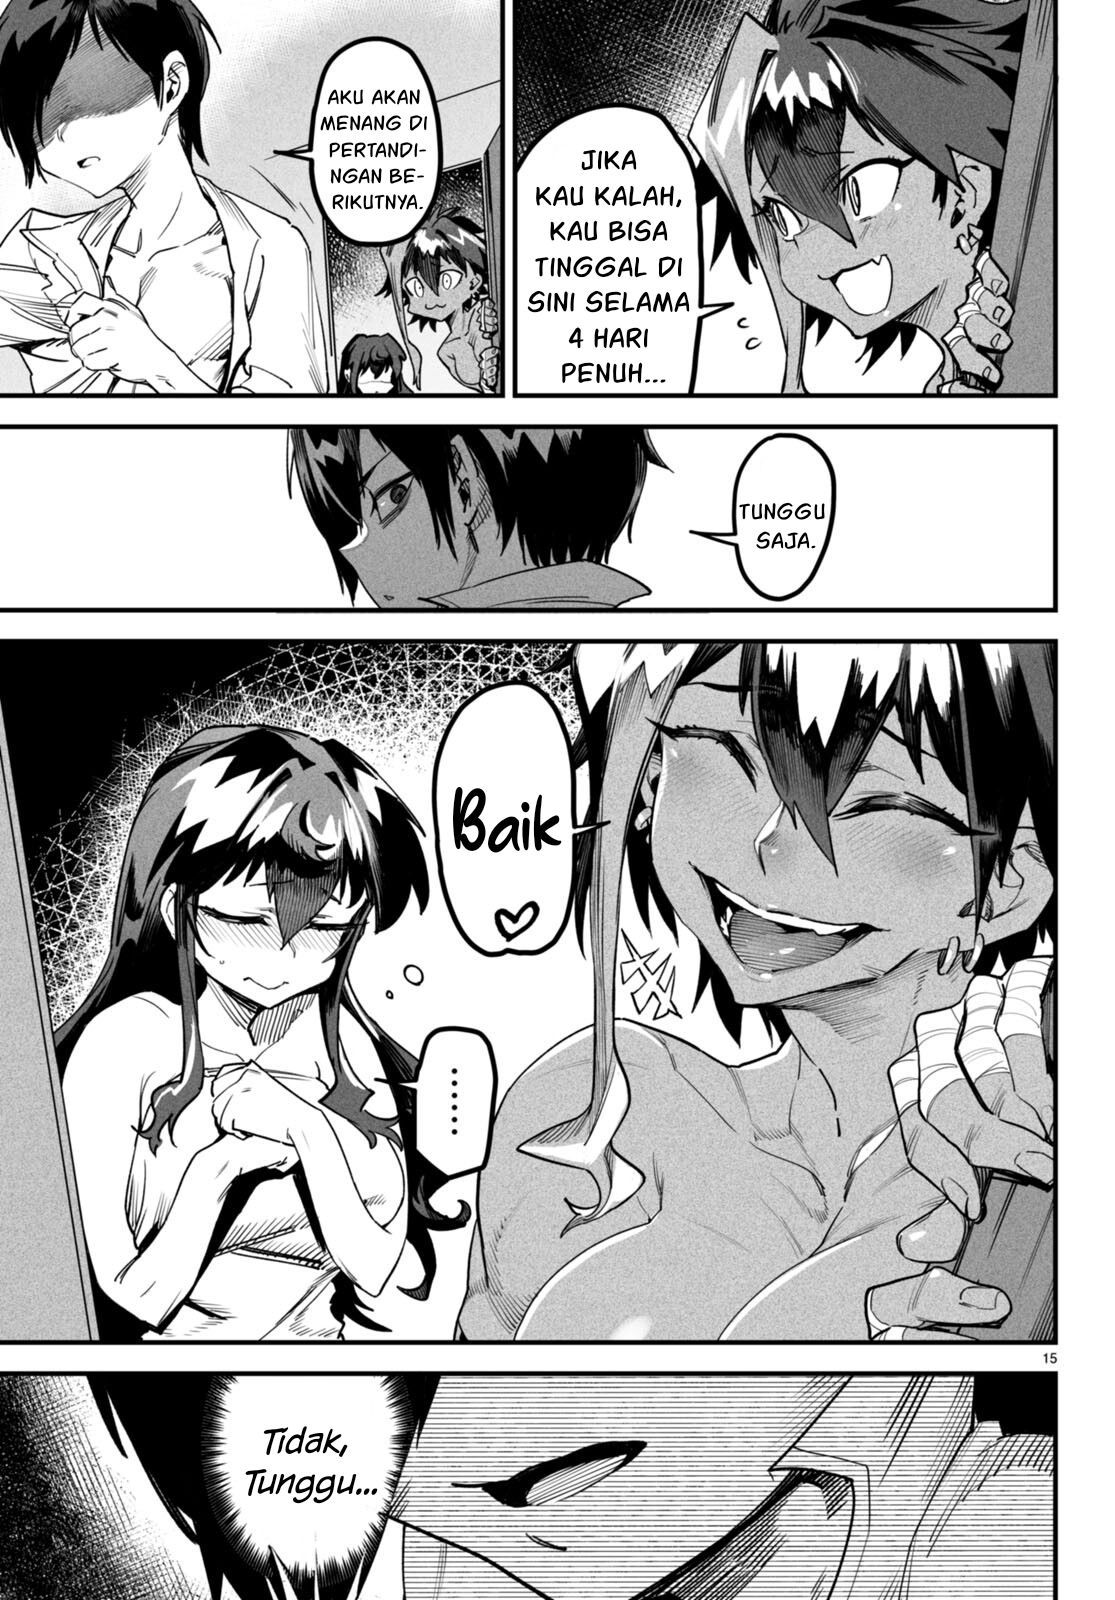 JIKA
KAU KALAH,
KAU BISA
TINGGAL DI
SINI SELAMA
4 HARI
PENUH...
AKU AKAN
MENANG DI
PERTANDI-
NGAN BE-
RIKUTNYA.
TUNGGU
SAJA.
Baik
.......
15
Tidak,
Tunggu...